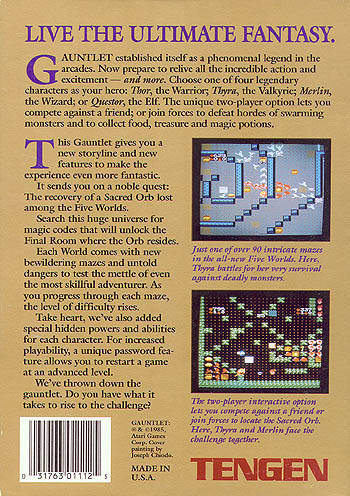 LIVE THE ULTIMATE FANTASY.
GAUNTLET established itself as a phenomenal legend in the
arcades. Now prepare to relive all the incredible action and
excitement — and more. Choose one of four legendary
characters as your hero: Thor, the Warrior; Thyra, the Valkyrie; Merlin,
the Wizard; or Questor, the Elf. The unique two-player option lets you
compete against a friend; or join forces to defeat hordes of swarming
monsters and to collect food, treasure and magic potions.
This Gauntlet gives you a
new storyline and new
features to make the
experience even more fantastic.
It sends you on a noble quest:
The recovery of a Sacred Orb lost
among the Five Worlds.
Search this huge universe for
magic codes that will unlock the
Final Room where the Orb resides.
Each World comes with new
bewildering mazes and untold
dangers to test the mettle of even
the most skillful adventurer. As
you progress through each maze,
the level of difficulty rises.
Take heart, we've also added
special hidden powers and abilities
for each character. For increased
playability, a unique password fea-
ture allows you to restart a game
at an advanced level.
We've thrown down the
gauntlet. Do you have what it
takes to rise to the challenge?
Just one of over 90 intricate mazes
in the all-new Five Worlds. Here,
Thyra battles for her very survival
against deadly monsters.
The two-player interactive option
lets you compete against a friend or
join forces to locate the Sacred Orb.
Here, Thyra and Merlin face the
challenge together.
0 31763 01112 5
GAUNTLET:
® & ©1985,
Atari Games
Corp. Cover
painting by
Joseph Chiodo.
MADE IN
U.S.A.
TENGEN